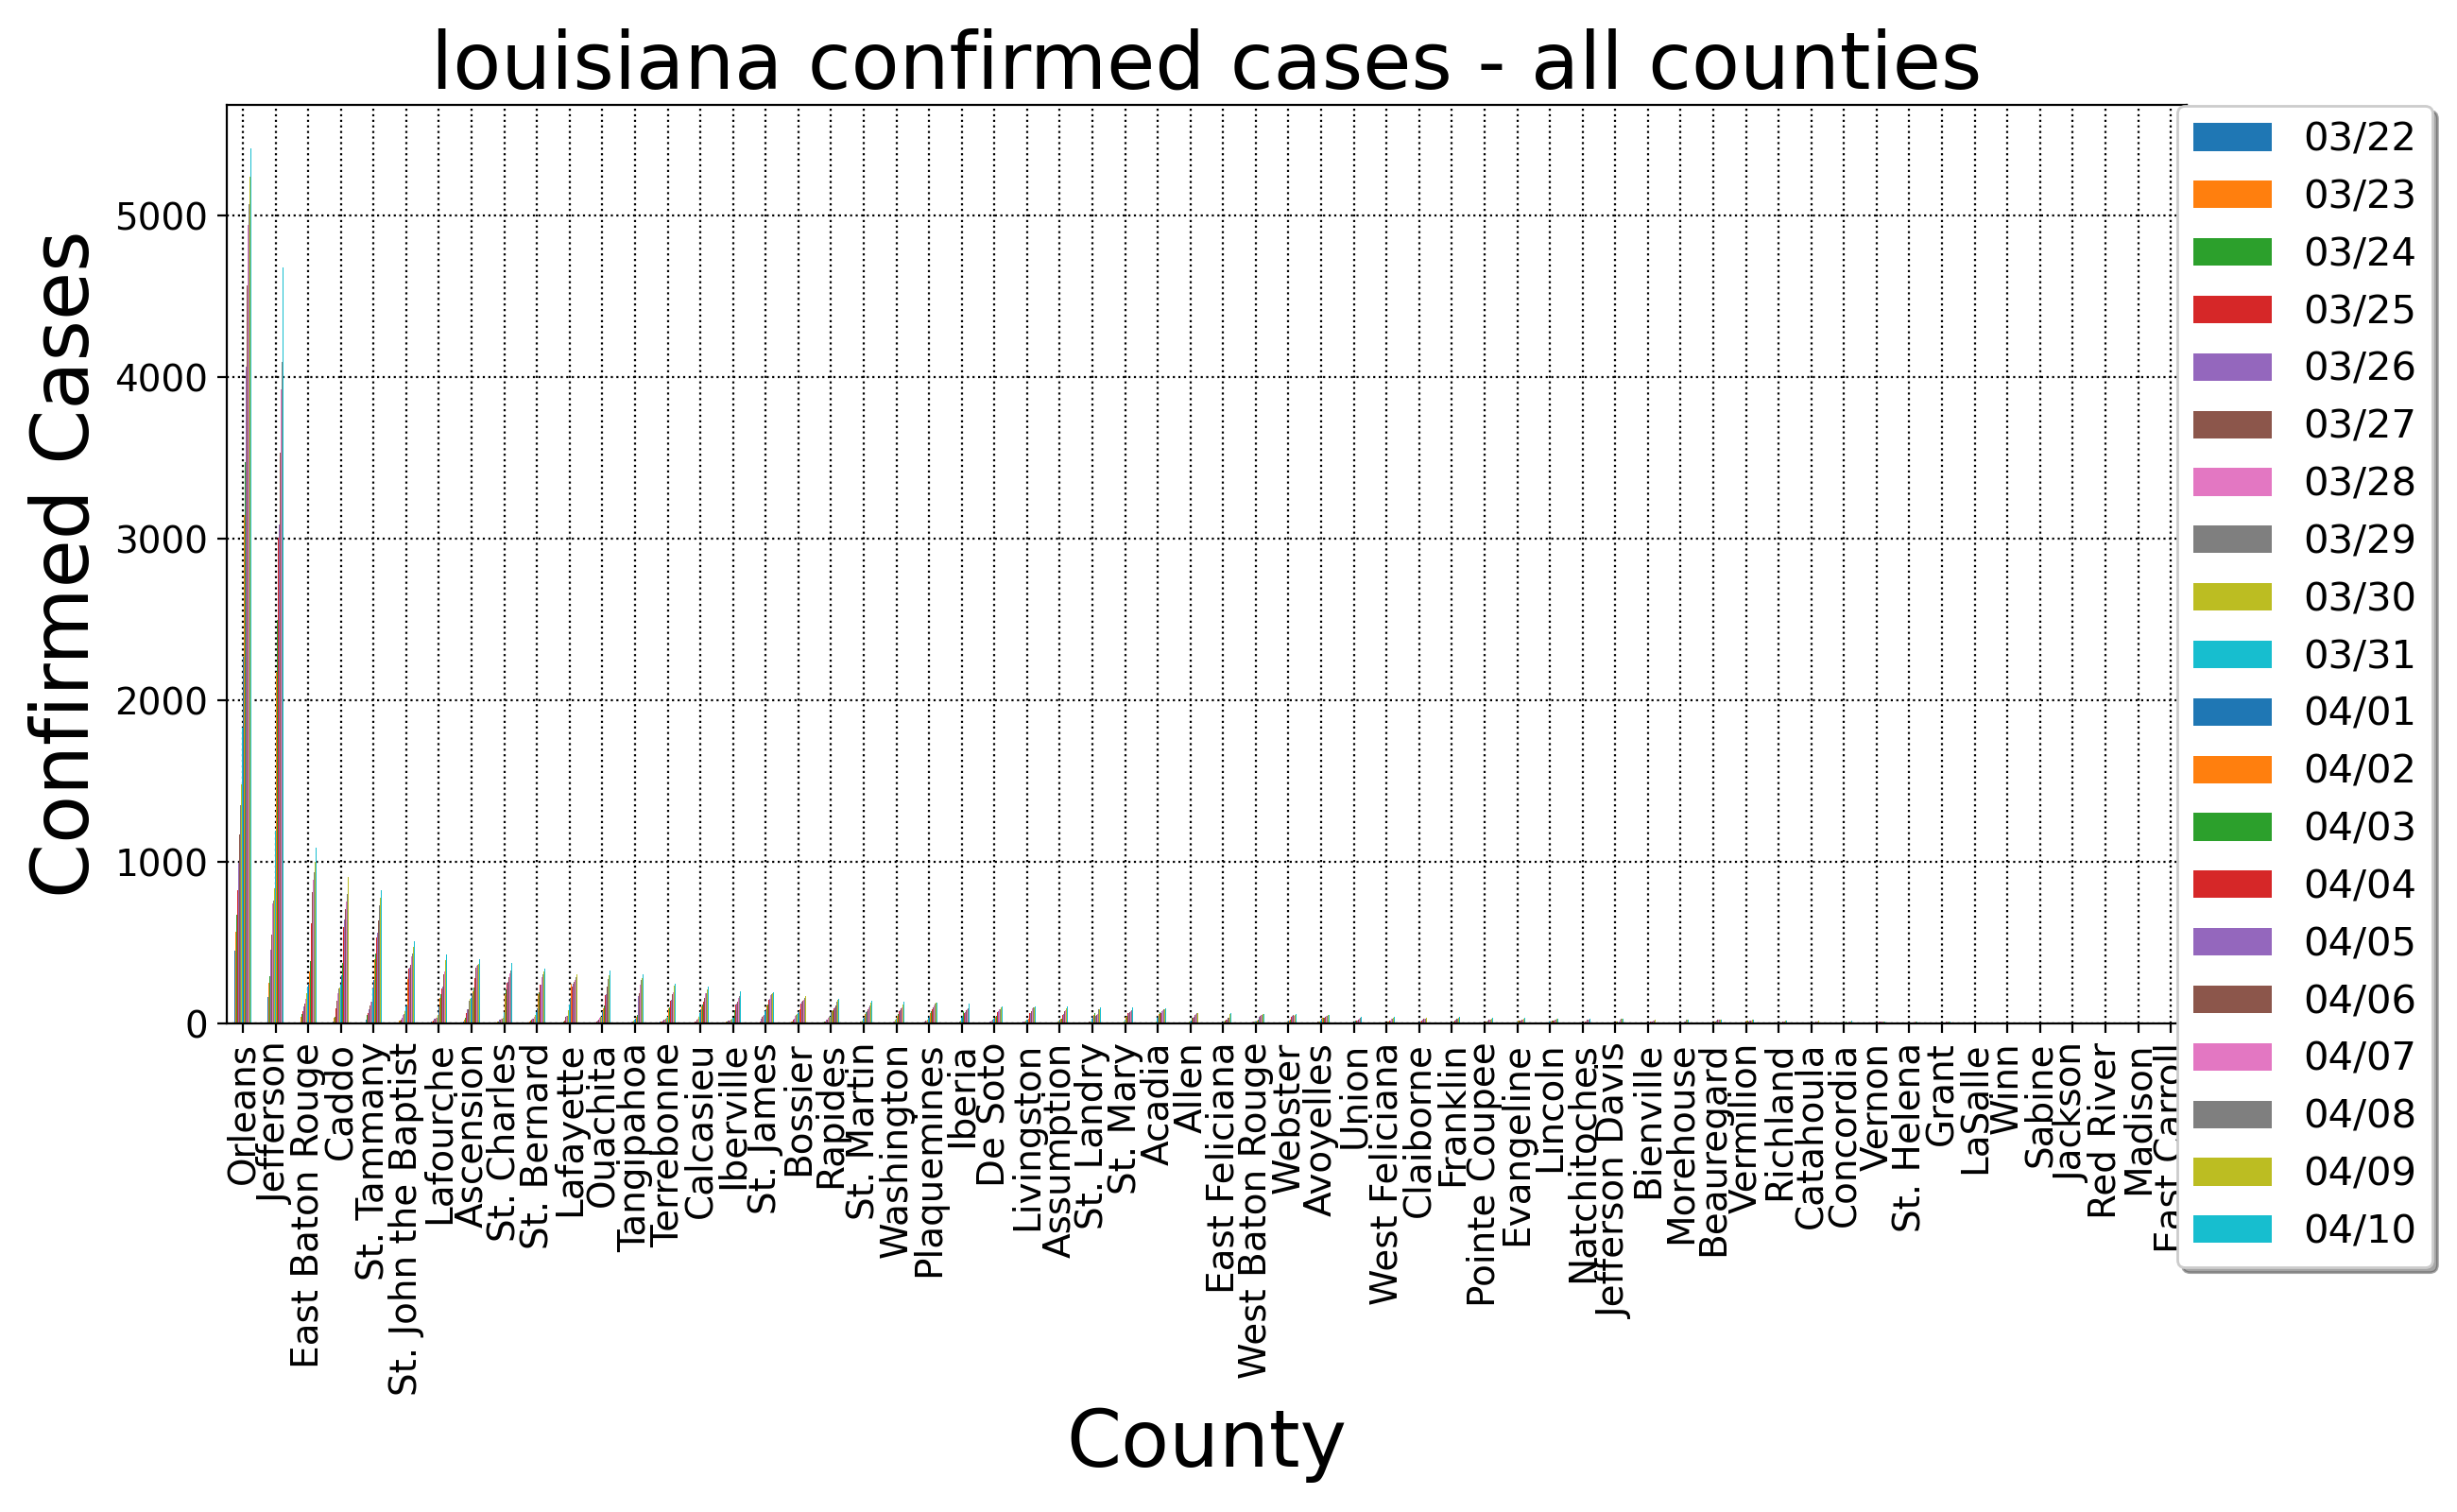 louisiana confirmed cases - all counties
Confirmed Cases
5000
4000
3000
2000
1000
0
Orleans
Jefferson
East Baton Rouge
Caddo
St. Tammany
St. John the Baptist
Lafourche
Ascension
St. Charles
St. Bernard
Lafayette
Ouachita
Tangipahoa
Terrebonne
Calcasieu
Iberville
St. James
Bossier
Rapides
St. Martin
Washington
Plaquemines
Iberia
De Soto
Livingston
Assumption
St. Landry
St. Mary
Acadia
Allen
East Feliciana
West Baton Rouge
Webster
Avoyelles
Union
West Feliciana
Claiborne
Franklin
Pointe Coupee
Evangeline
Lincoln
Natchitoches
Jefferson Davis
Bienville
Morehouse
Beauregard
Vermilion
Richland
Catahoula
Concordia
Vernon
St. Helena
Grant
LaSalle
Winn
Sabine
Jackson
Red River
Madison
East Carroll
County
03/22
03/23
03/24
03/25
03/26
03/27
03/28
03/29
03/30
03/31
04/01
04/02
04/03
04/04
04/05
04/06
04/07
04/08
04/09
04/10